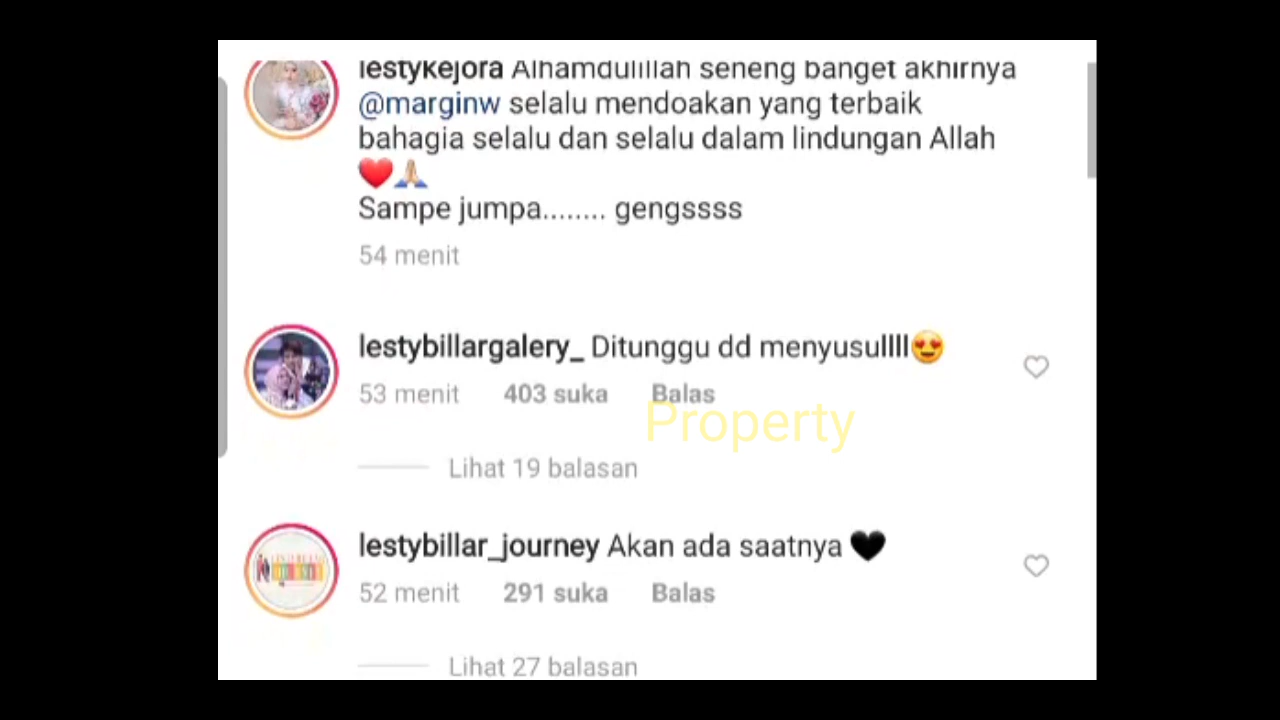 lestykejora Alhamdulillah seneng banget akhirnya
@marginw selalu mendoakan yang terbaik
bahagia selalu dan selalu dalam lindungan Allah
❤️🙏🏼
Sampe jumpa........ gengssss
54 menit
lestybillargalery_ Ditunggu dd menyusullll😍
53 menit 403 suka Balas
Property
Lihat 19 balasan
lestybillar_journey Akan ada saatnya 🖤
52 menit 291 suka Balas
Lihat 27 balasan